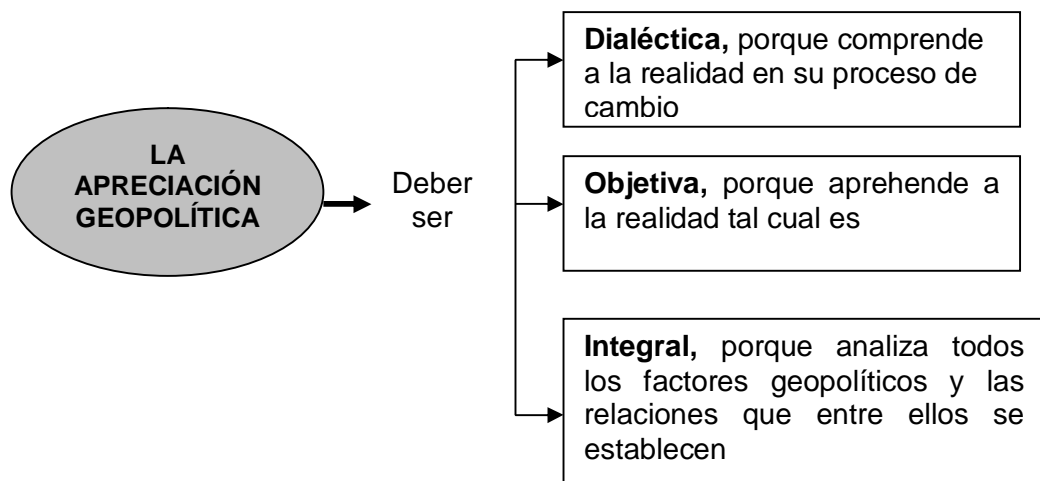 LA
APRECIACIÓN
GEOPOLÍTICA
Deber
ser
Dialéctica, porque comprende
a la realidad en su proceso de
cambio
Objetiva, porque aprehende a
la realidad tal cual es
Integral, porque analiza todos
los factores geopolíticos y las
relaciones que entre ellos se
establecen